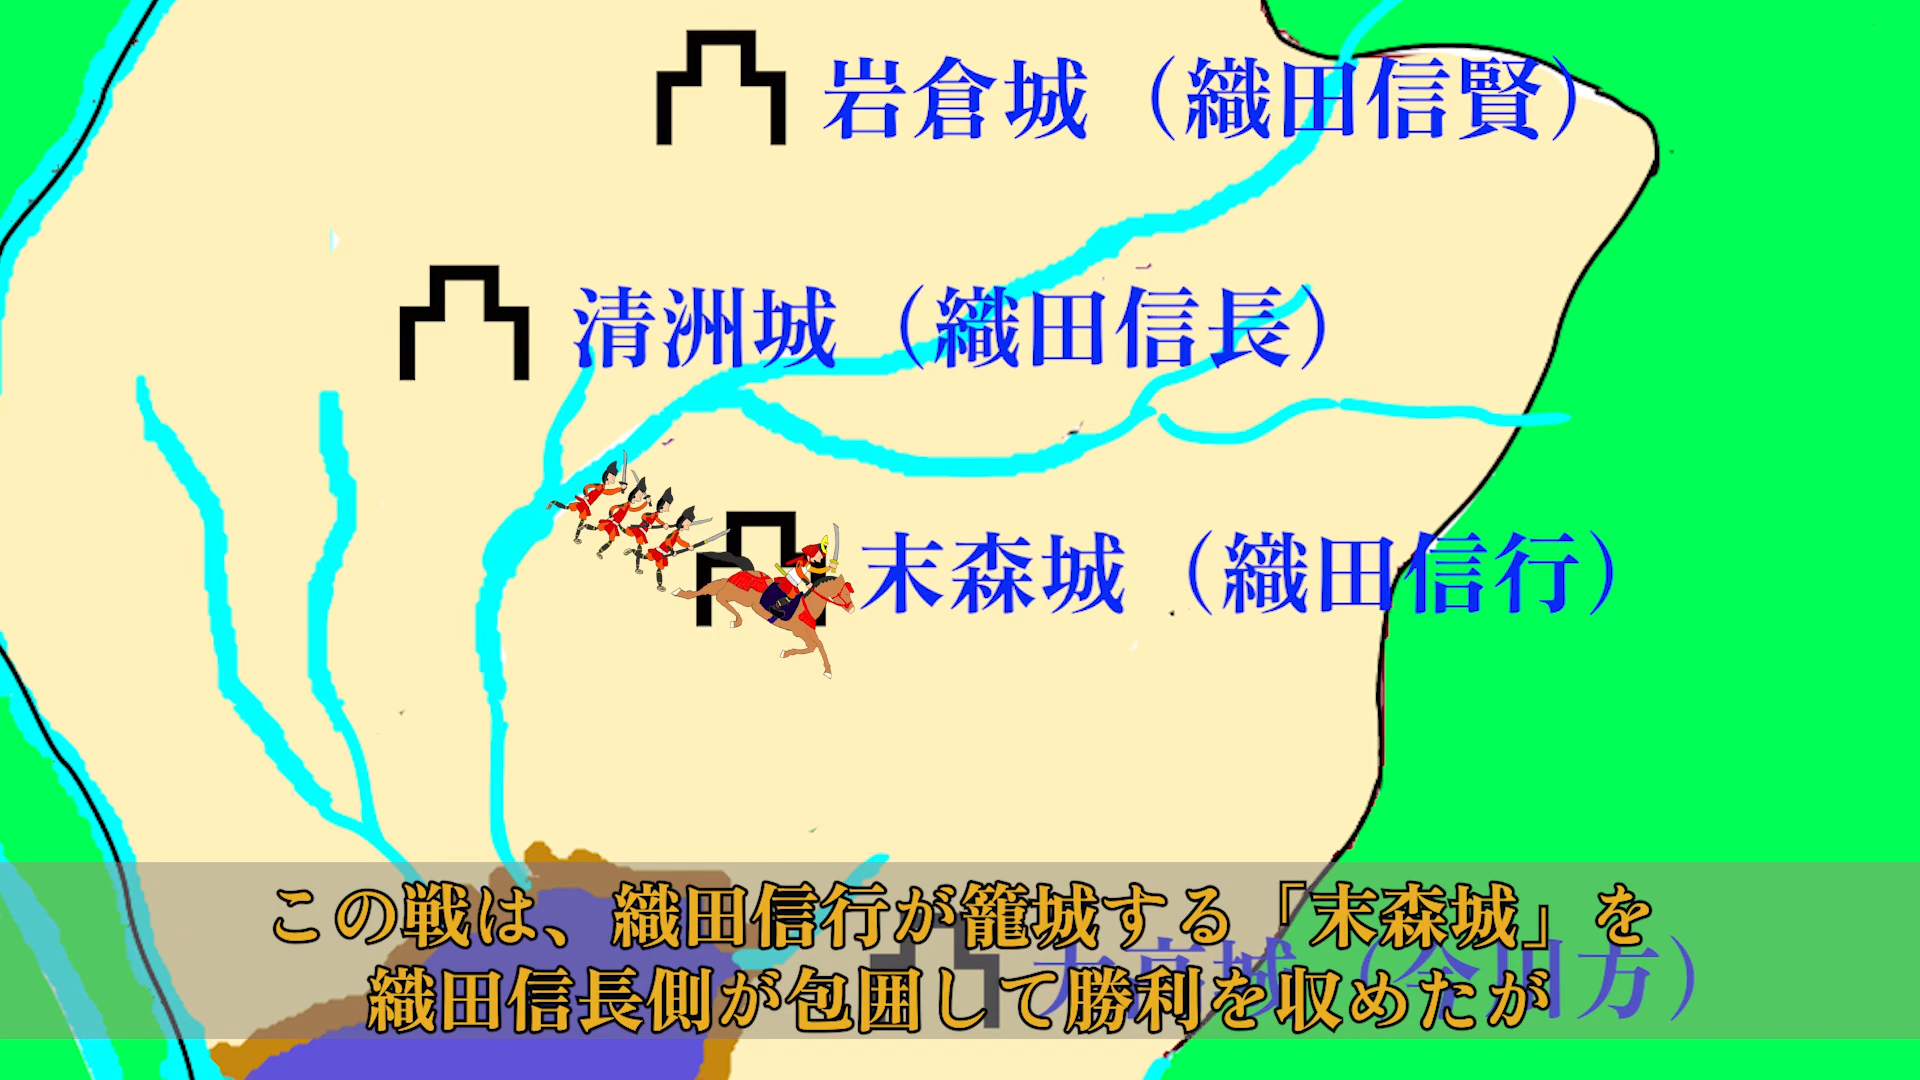 岩倉城（織田信賢）
清洲城（織田信長）
末森城（織田信行）
この戦は、織田信行が籠城する「末森城」を
織田信長側が包囲して勝利を収めたが